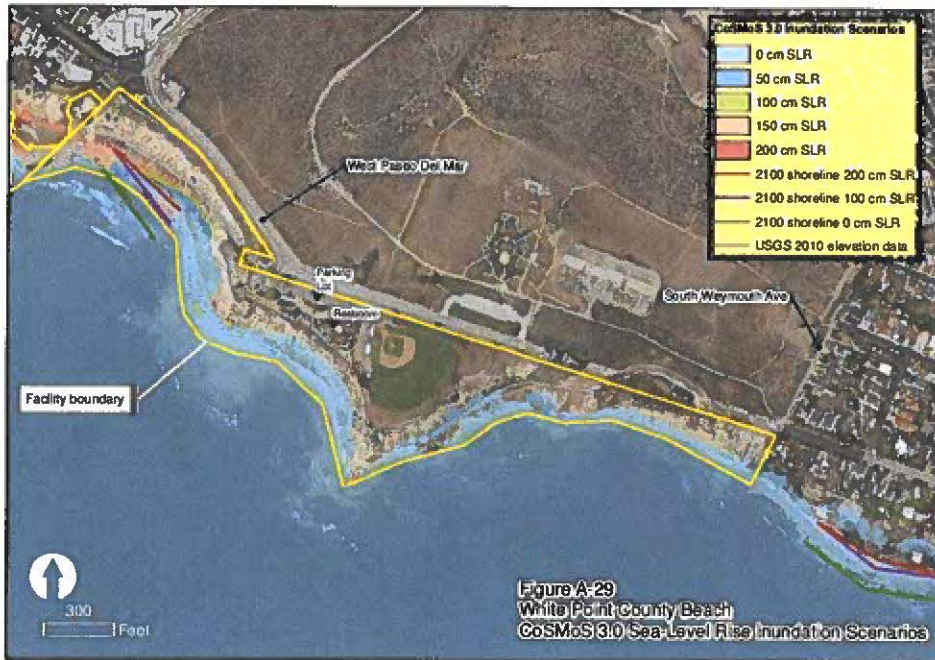 CoSMoS 3.0 Inundation Scenarios
0 cm SLR
50 cm SLR
100 cm SLR
150 cm SLR
200 cm SLR
2100 shoreline 200 cm SLR
2100 shoreline 100 cm SLR
2100 shoreline 0 cm SLR
USGS 2010 elevation data
West Paseo Del Mar
Parking
Lot
Restroom
South Weymouth Ave
Facility boundary
300
Feet
Figure A-29
White Point County Beach
CoSMoS 3.0 Sea-Level Rise Inundation Scenarios